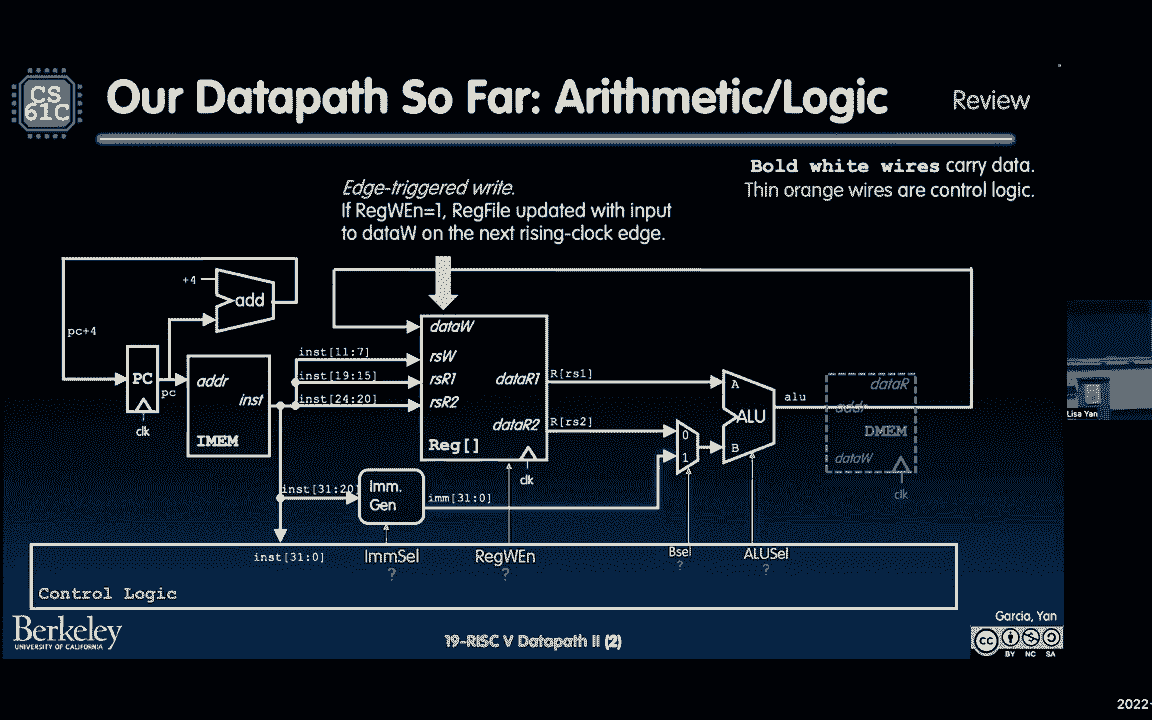 CS
61C
Our Datapath So Far: Arithmetic/Logic
Review
Bold white wires carry data.
Thin orange wires are control logic.
Edge-triggered write.
If RegWEn=1, RegFile updated with input
to dataW on the next rising-clock edge.
+4
add
pc+4
PC
clk
pc
addr
inst
IMEM
inst[11:7]
inst[19:15]
inst[24:20]
dataW
rsW
rsR1
rsR2
dataR1
dataR2
Reg[]
clk
R[rs1]
R[rs2]
0
1
A
ALU
B
alu
dataR
addr
DMEM
dataW
clk
inst[31:20]
Imm.
Gen
imm[31:0]
inst[31:0]
ImmSel
?
RegWEn
?
Bsel
?
ALUSel
?
Control Logic
Berkeley
UNIVERSITY OF CALIFORNIA
19-RISC V Datapath II (2)
Garcia, Yan
cc
BY NC SA
Lisa Yan
2022-